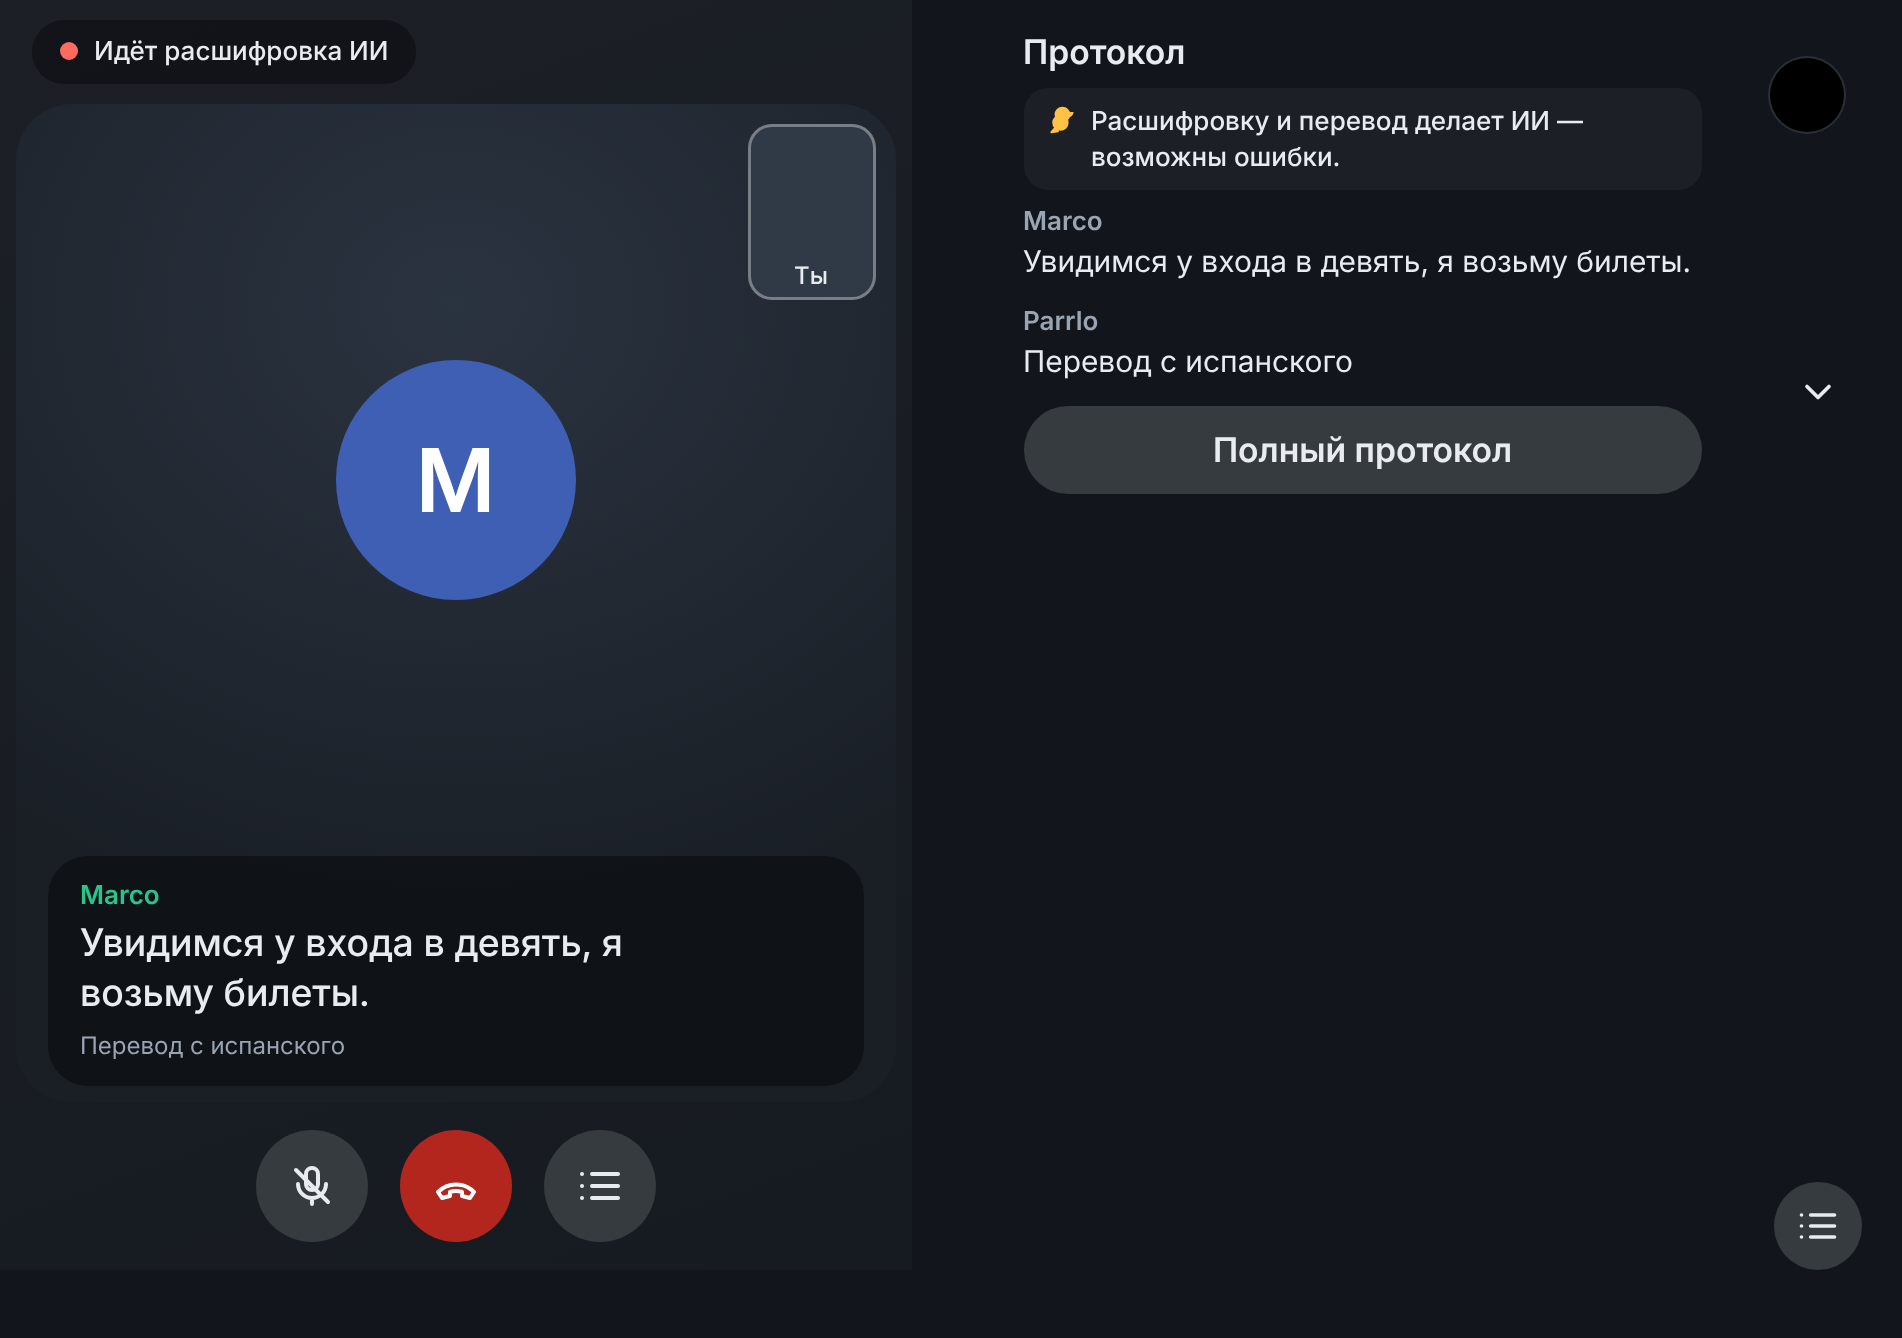 Идёт расшифровка ИИ
Ты
M
Marco
Увидимся у входа в девять, я
возьму билеты.
Перевод с испанского
Протокол
Расшифровку и перевод делает ИИ —
возможны ошибки.
Marco
Увидимся у входа в девять, я возьму билеты.
Parrlo
Перевод с испанского
Полный протокол